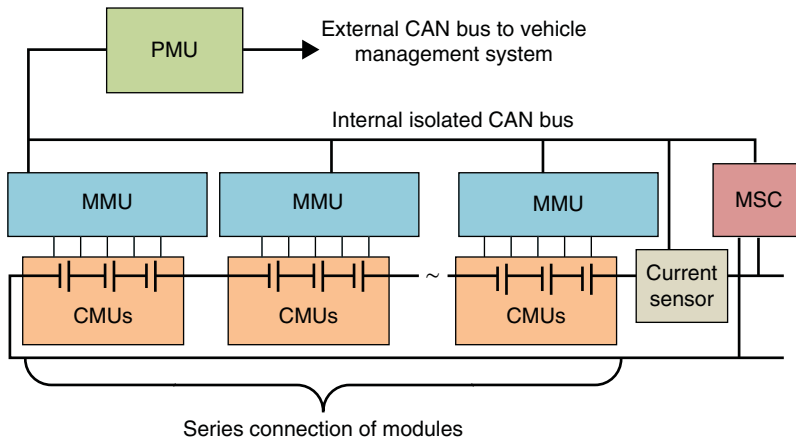 PMU
External CAN bus to vehicle
management system
Internal isolated CAN bus
MMU
MMU
MMU
MSC
Current
sensor
CMUs
CMUs
~
CMUs
Series connection of modules